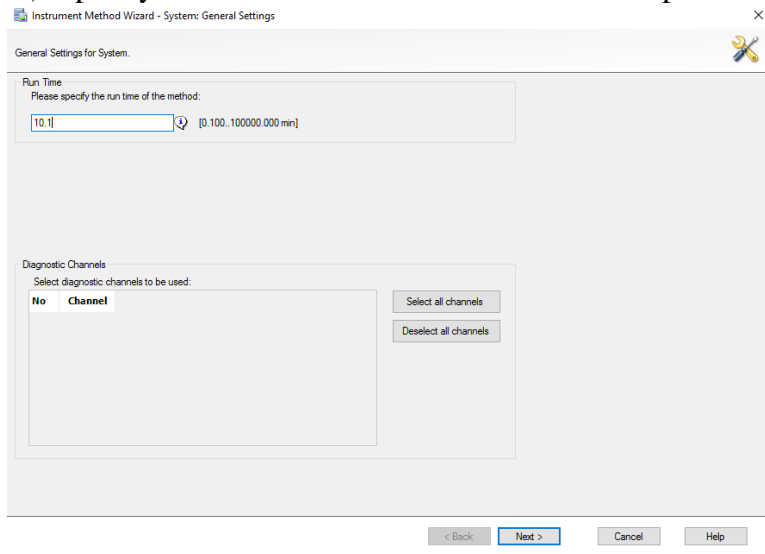 Instrument Method Wizard - System: General Settings
General Settings for System.
Run Time
Please specify the run time of the method:
10.1 [0.100..100000.000 min]
Diagnostic Channels
Select diagnostic channels to be used:
No Channel
Select all channels
Deselect all channels
< Back Next > Cancel Help